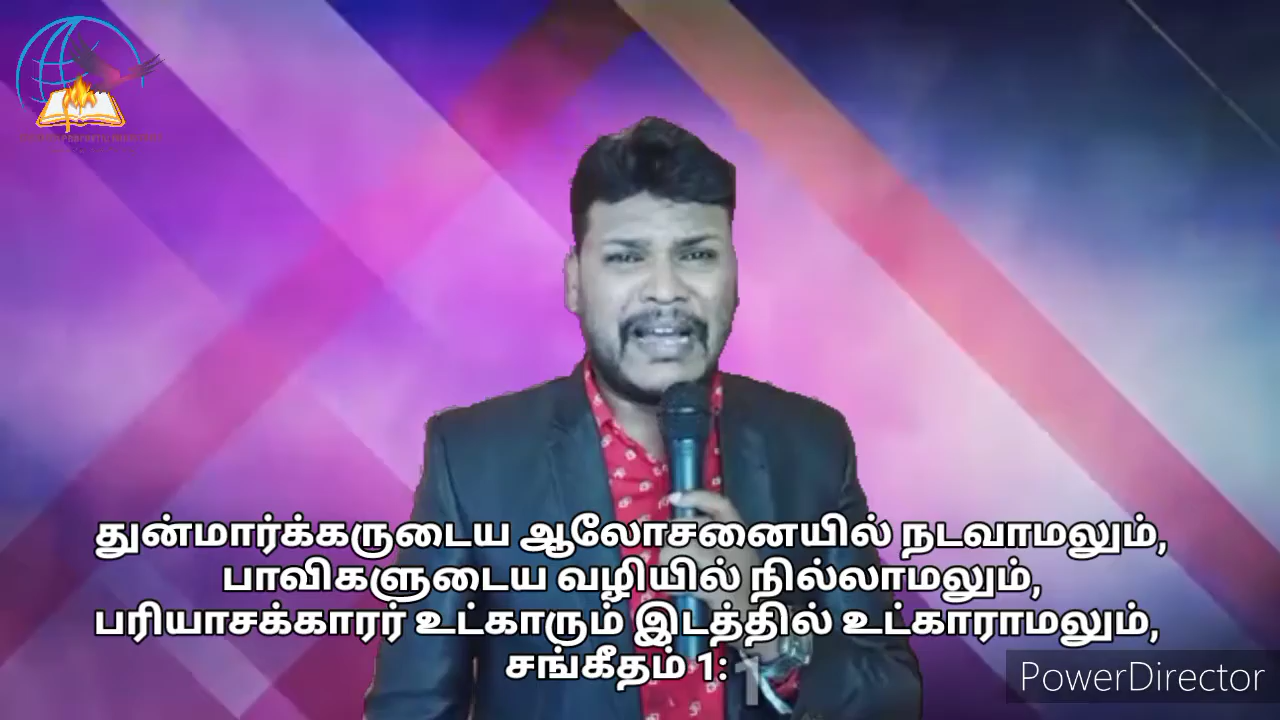 துன்மார்க்கருடைய ஆலோசனையில் நடவாமலும்,
பாவிகளுடைய வழியில் நில்லாமலும்,
பரியாசக்காரர் உட்காரும் இடத்தில் உட்காராமலும்,
சங்கீதம் 1:1
PowerDirector